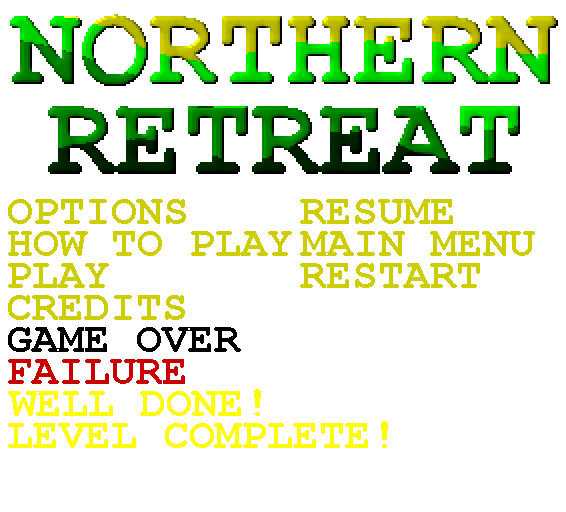 NORTHERN
RETREAT
OPTIONS RESUME
HOW TO PLAY MAIN MENU
PLAY RESTART
CREDITS
GAME OVER
FAILURE
WELL DONE!
LEVEL COMPLETE!